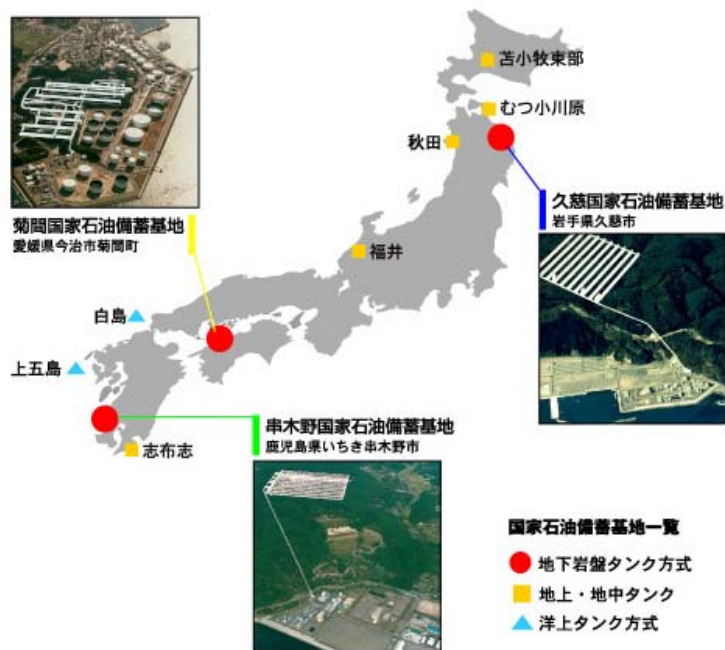 苫小牧東部
むつ小川原
秋田
久慈国家石油備蓄基地
岩手県久慈市
菊間国家石油備蓄基地
愛媛県今治市菊間町
福井
白島
上五島
串木野国家石油備蓄基地
鹿児島県いちき串木野市
志布志
国家石油備蓄基地一覧
地下岩盤タンク方式
地上・地中タンク
洋上タンク方式